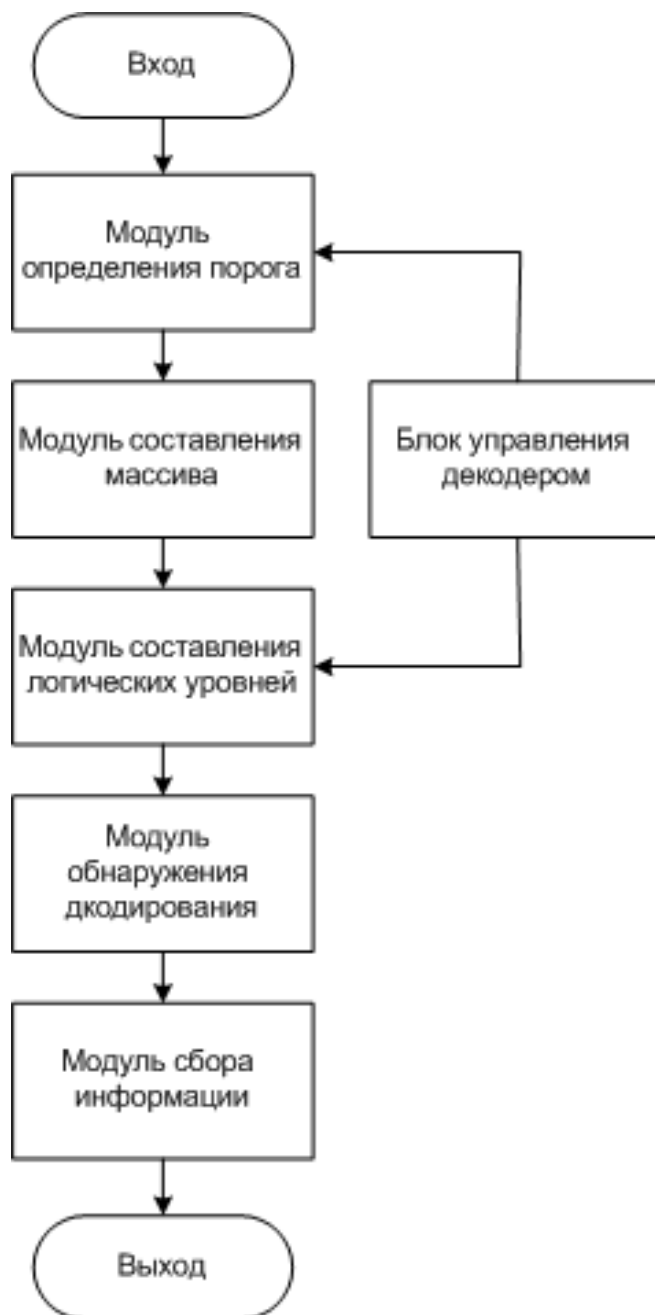 Вход
Модуль
определения порога
Модуль составления
массива
Блок управления
декодером
Модуль составления
логических уровней
Модуль
обнаружения
дкодирования
Модуль сбора
информации
Выход